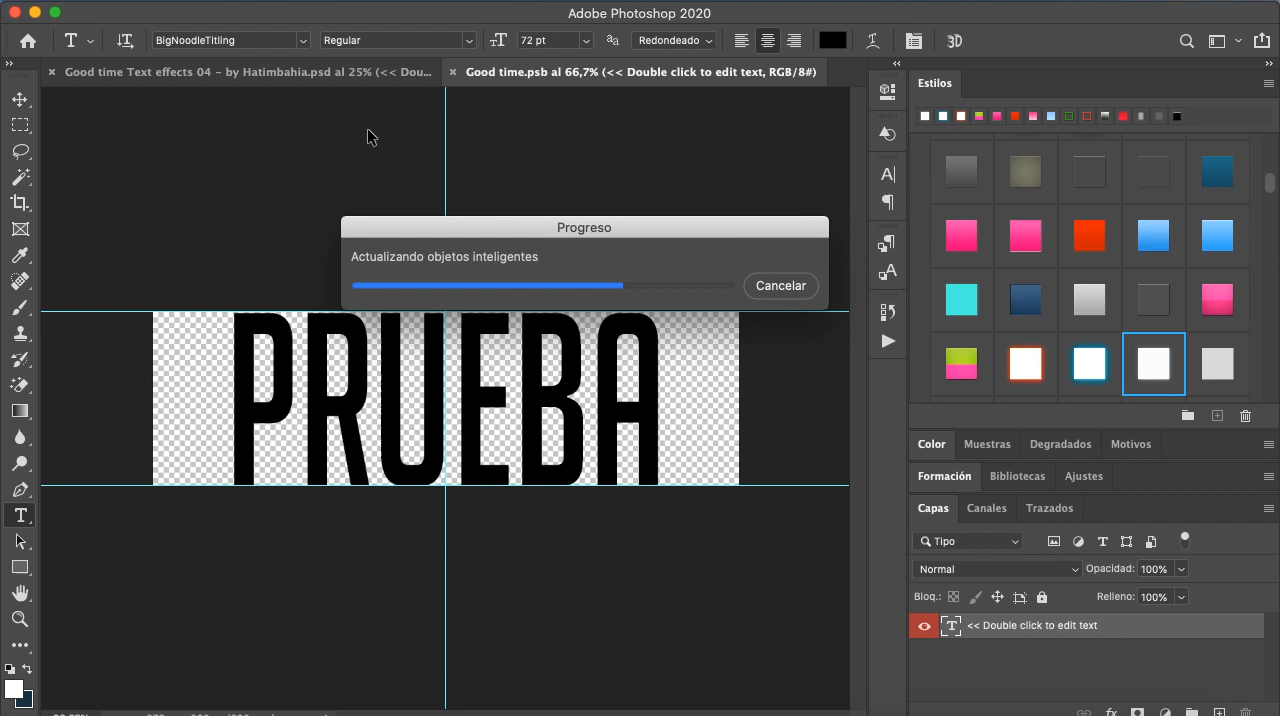 Adobe Photoshop 2020
BigNoodleTitling Regular 72 pt aa Redondeado 3D
Good time Text effects 04 - by Hatimbahia.psd al 25% (<< Dou... Good time.psb al 66,7% (<< Double click to edit text, RGB/8#)
Estilos
Progreso
Actualizando objetos inteligentes
Cancelar
PRUEBA
Color Muestras Degradados Motivos
Formación Bibliotecas Ajustes
Capas Canales Trazados
Tipo
Normal Opacidad: 100%
Bloq.: Relleno: 100%
<< Double click to edit text
fx